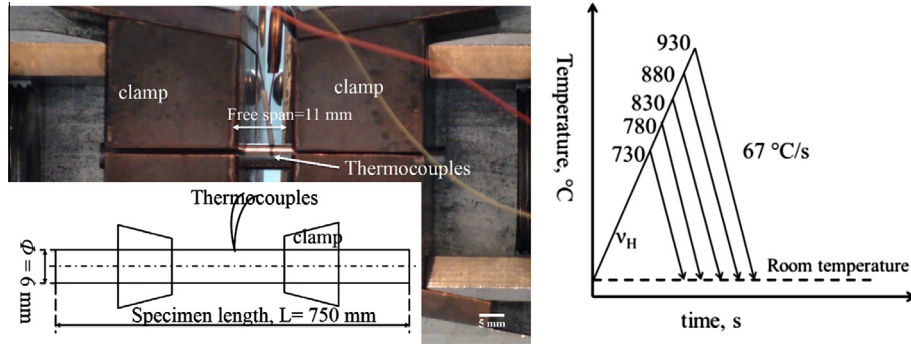 clamp
clamp
Free span=11 mm
Thermocouples
Thermocouples
clamp
Φ = 6 mm
Specimen length, L= 750 mm
5 mm
Temperature, °C
930
880
830
780
730
67 °C/s
νH
Room temperature
time, s